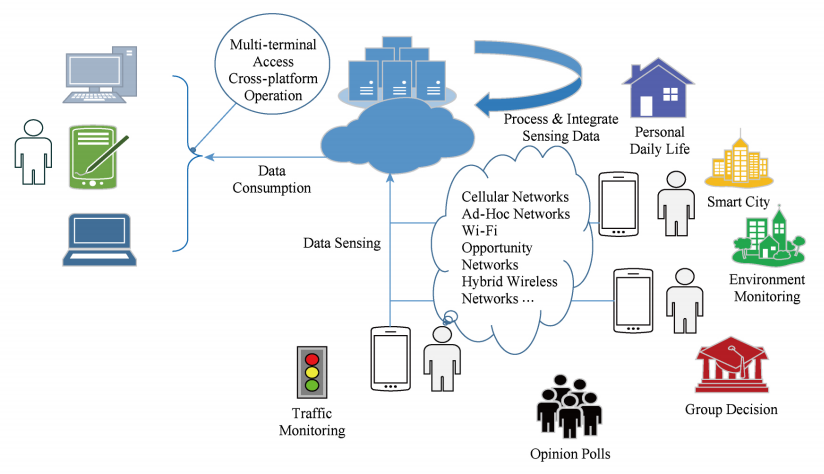 Multi-terminal
Access
Cross-platform
Operation
Process & Integrate
Sensing Data
Personal
Daily Life
Data
Consumption
Smart City
Cellular Networks
Ad-Hoc Networks
Wi-Fi
Opportunity
Networks
Hybrid Wireless
Networks ...
Data Sensing
Environment
Monitoring
Traffic
Monitoring
Group Decision
Opinion Polls